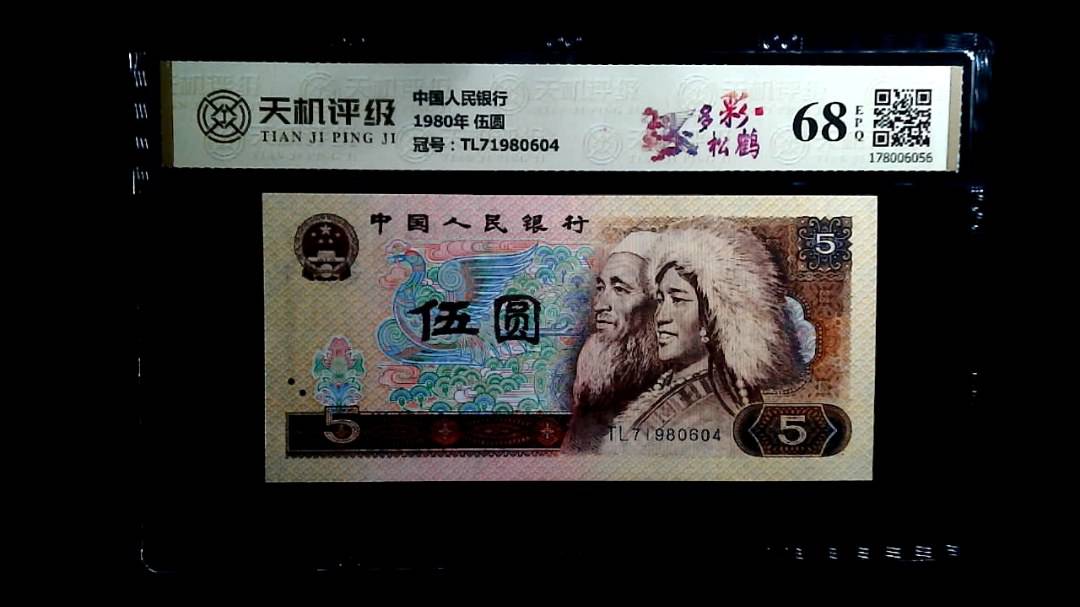 天机评级
TIAN JI PING JI
中国人民银行
1980年 伍圆
冠号：TL71980604
多彩
松鹤
68
EPQ
178006056
中国人民银行
5
伍圆
5
TL71980604
5